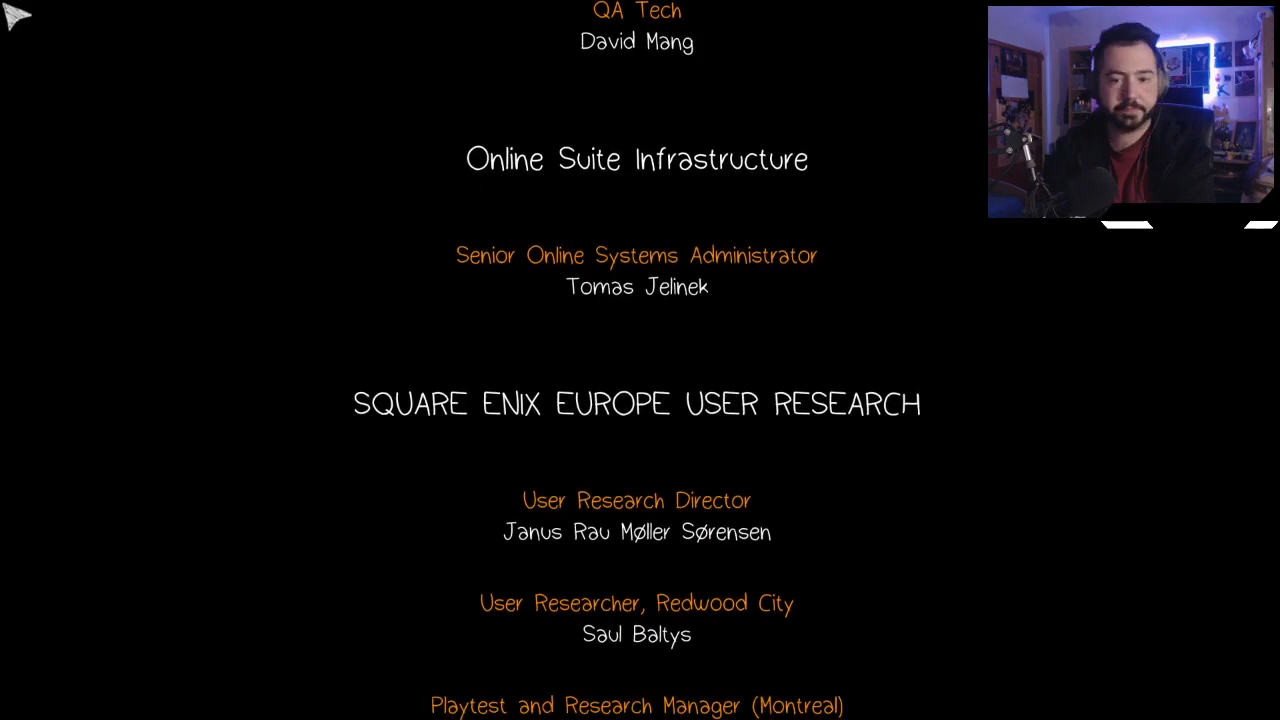 QA Tech
David Mang
Online Suite Infrastructure
Senior Online Systems Administrator
Tomas Jelinek
SQUARE ENIX EUROPE USER RESEARCH
User Research Director
Janus Rau Møller Sørensen
User Researcher, Redwood City
Saul Baltys
Playtest and Research Manager (Montreal)